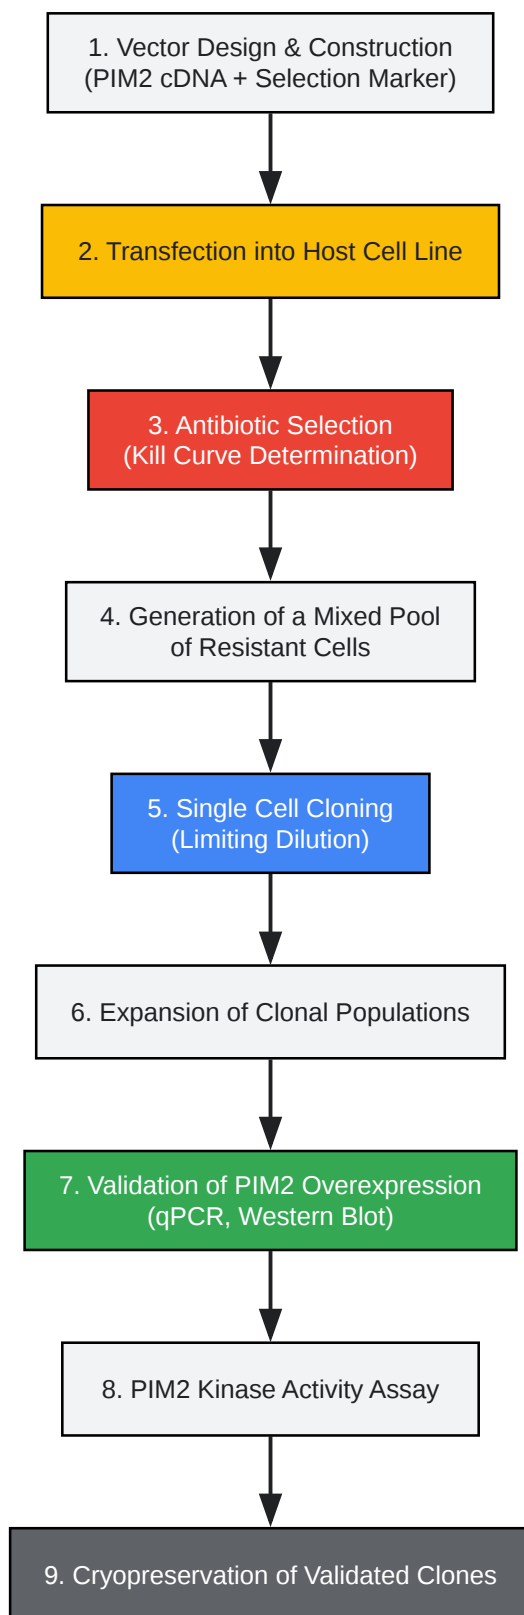 1. Vector Design & Construction
(PIM2 cDNA + Selection Marker)
2. Transfection into Host Cell Line
3. Antibiotic Selection
(Kill Curve Determination)
4. Generation of a Mixed Pool
of Resistant Cells
5. Single Cell Cloning
(Limiting Dilution)
6. Expansion of Clonal Populations
7. Validation of PIM2 Overexpression
(qPCR, Western Blot)
8. PIM2 Kinase Activity Assay
9. Cryopreservation of Validated Clones